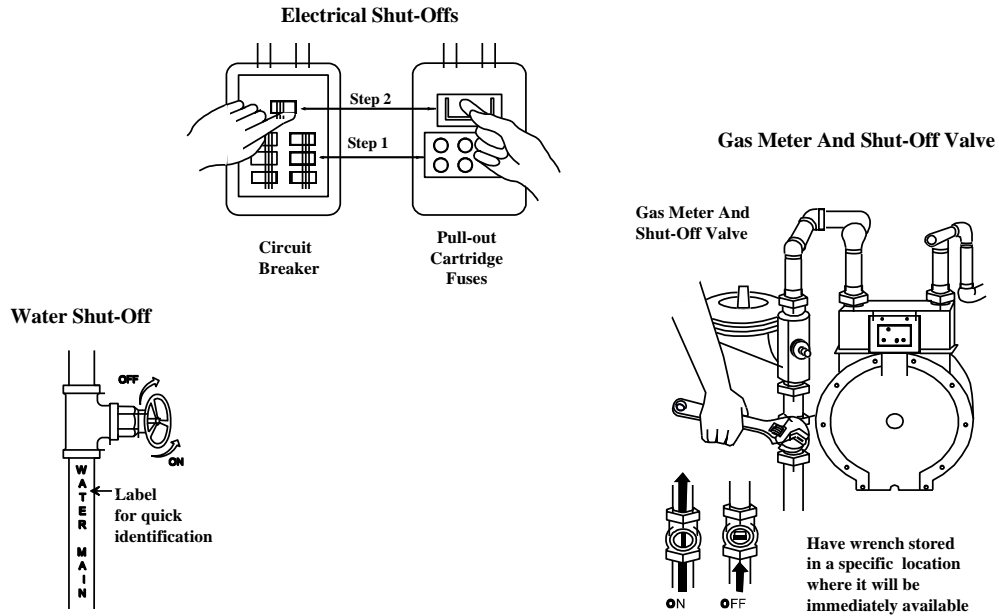 Electrical Shut-Offs
Step 2
Step 1
Circuit
Breaker
Pull-out
Cartridge
Fuses
Water Shut-Off
OFF
ON
WATER MAIN
Label
for quick
identification
Gas Meter And Shut-Off Valve
Gas Meter And
Shut-Off Valve
ON
OFF
Have wrench stored
in a specific location
where it will be
immediately available